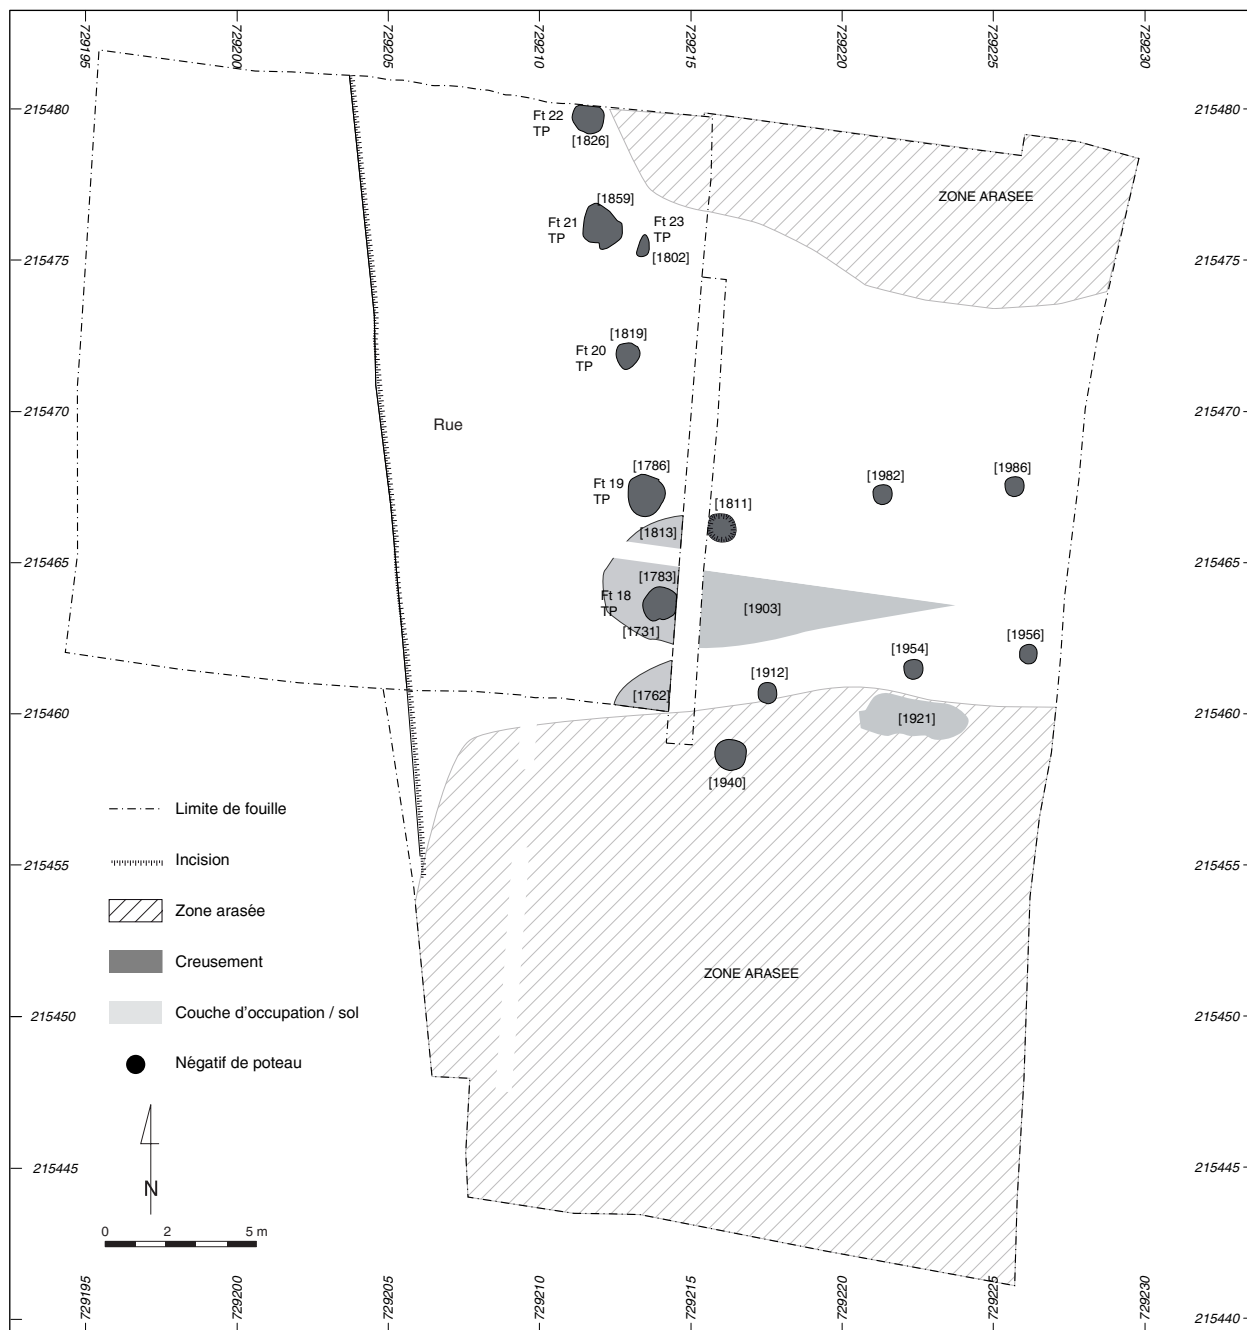 729195
729200
729205
729210
729215
729220
729225
729230
215480
215480
Ft 22
TP
[1826]
ZONE ARASEE
[1859]
Ft 21
TP
Ft 23
TP
[1802]
215475
215475
[1819]
Ft 20
TP
215470
215470
Rue
[1786]
Ft 19
TP
[1982]
[1986]
[1811]
[1813]
215465
215465
[1783]
Ft 18
TP
[1731]
[1903]
[1954]
[1956]
[1912]
[1762]
215460
215460
[1921]
[1940]
Limite de fouille
Incision
215455
215455
Zone arasée
Creusement
ZONE ARASEE
Couche d'occupation / sol
215450
215450
Négatif de poteau
215445
215445
N
0 2 5 m
729195
729200
729205
729210
729215
729220
729225
729230
215440